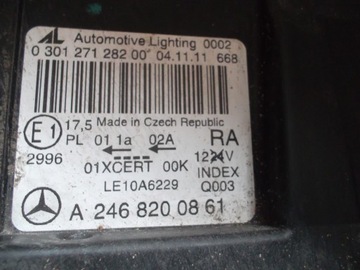 AL Automotive Lighting 0002
0 301 271 282 00 04.11.11 668
E1 17,5 Made in Czech Republic
PL 01 1a 02A RA
2996 01XCERT 00K 1224V
LE10A6229 INDEX
Q003
A 246 820 08 61